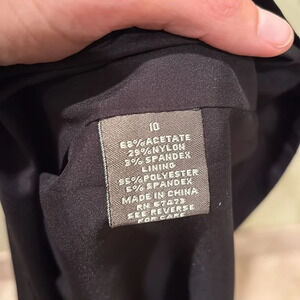 10
68% ACETATE
29% NYLON
3% SPANDEX
LINING
95% POLYESTER
5% SPANDEX
MADE IN CHINA
RN 67473
SEE REVERSE
FOR CARE